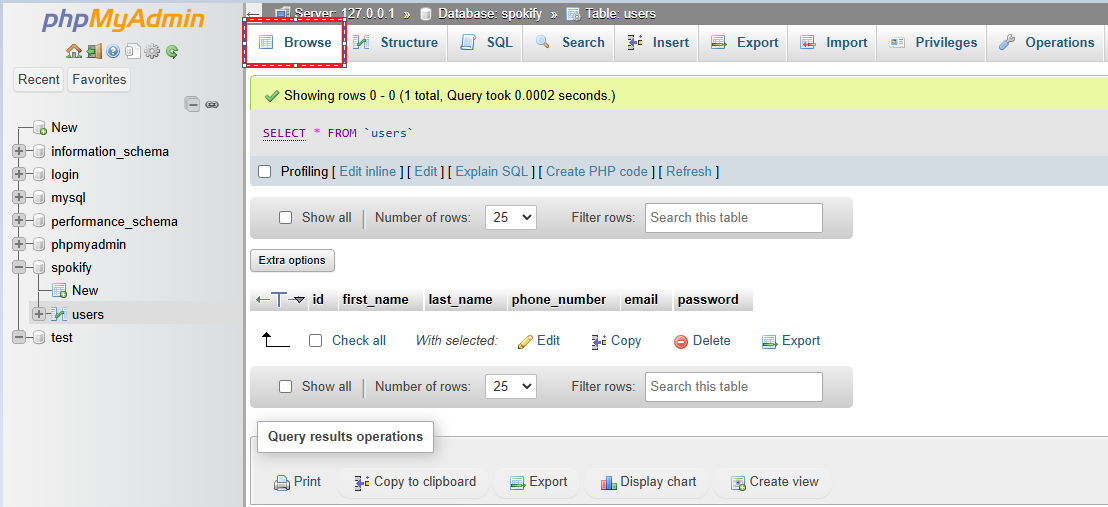 phpMyAdmin
Recent Favorites
New
information_schema
login
mysql
performance_schema
phpmyadmin
spokify
New
users
test
Server: 127.0.0.1 » Database: spokify » Table: users
Browse Structure SQL Search Insert Export Import Privileges Operations
Showing rows 0 - 0 (1 total, Query took 0.0002 seconds.)
SELECT * FROM `users`
Profiling [ Edit inline ] [ Edit ] [ Explain SQL ] [ Create PHP code ] [ Refresh ]
Show all | Number of rows: 25 Filter rows: Search this table
Extra options
←T→ id first_name last_name phone_number email password
Check all With selected: Edit Copy Delete Export
Show all | Number of rows: 25 Filter rows: Search this table
Query results operations
Print Copy to clipboard Export Display chart Create view